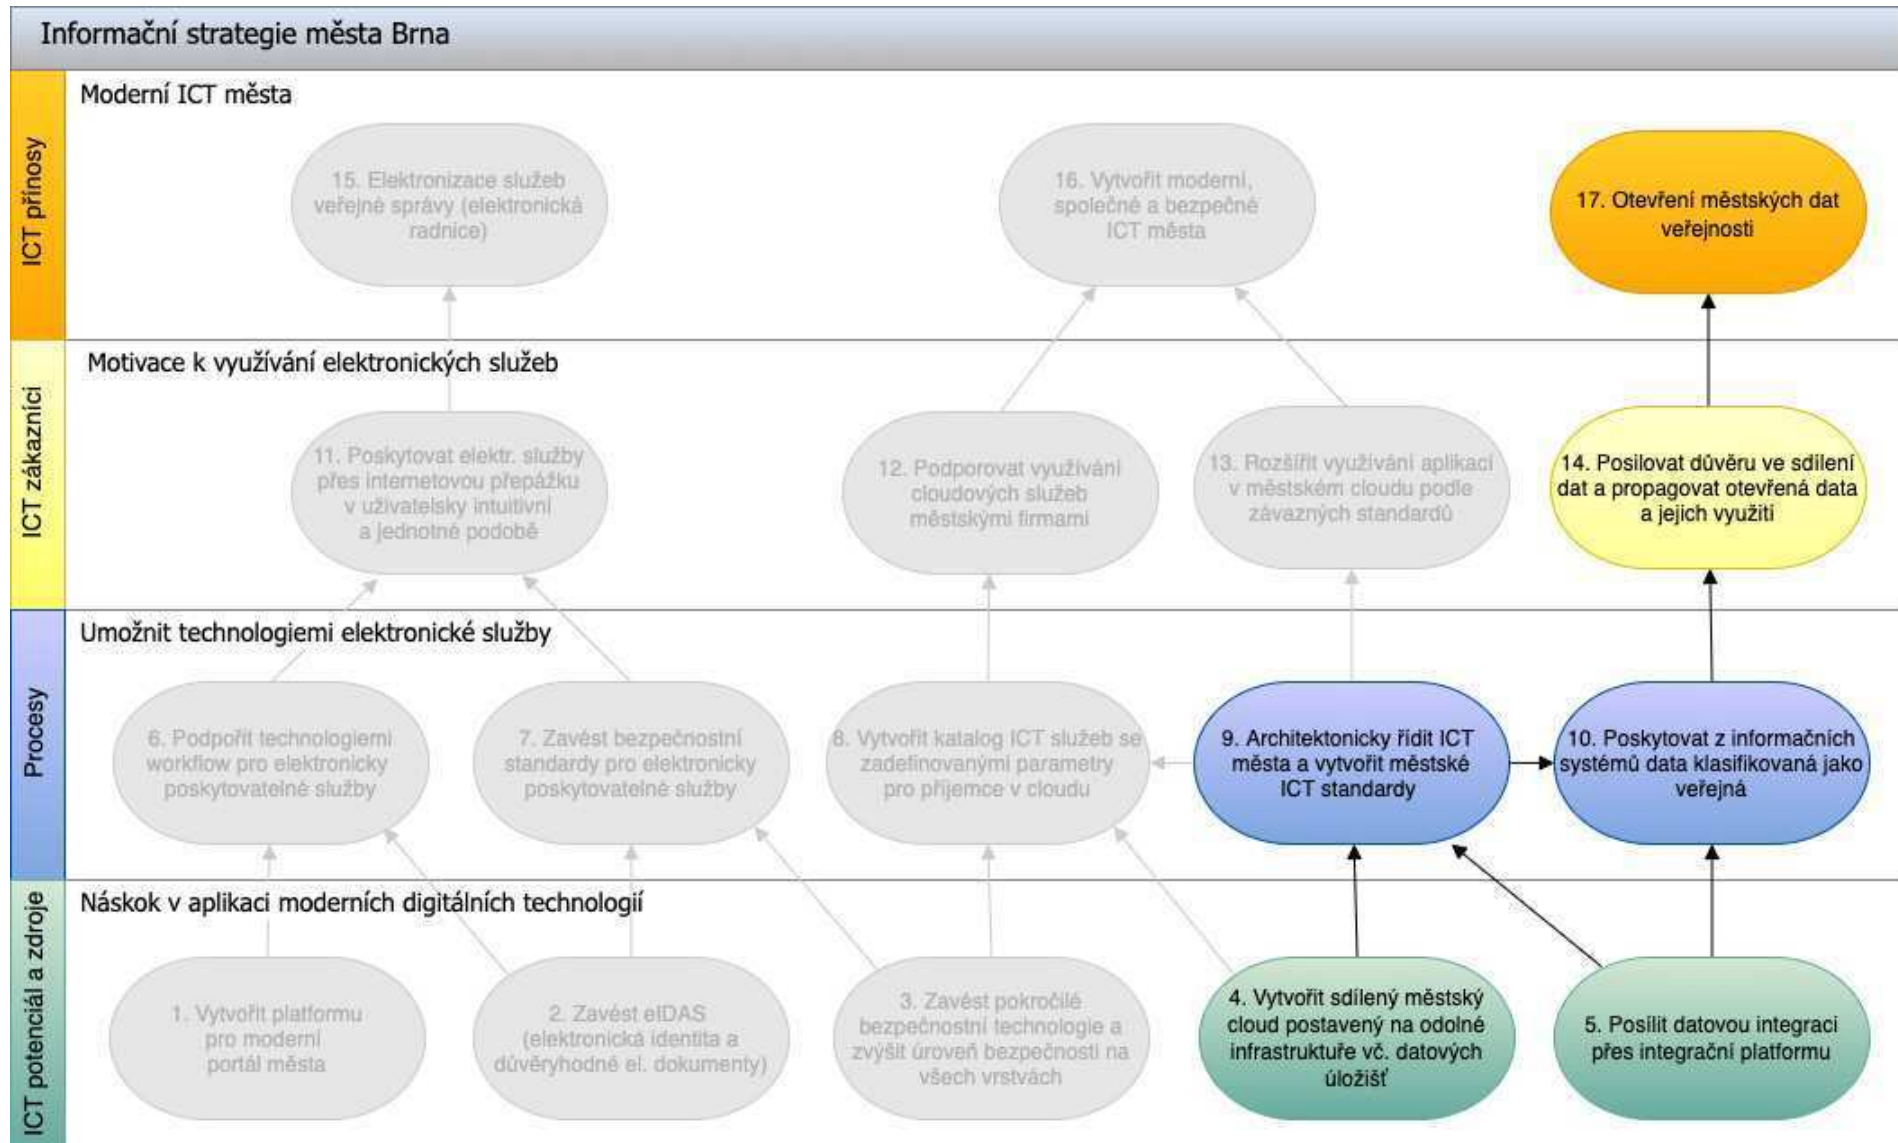 Informační strategie města Brna
ICT přínosy
Moderní ICT města
15. Elektronizace služeb
veřejné správy (elektronická
radnice)
16. Vytvořit moderní,
společné a bezpečné
ICT města
17. Otevření městských dat
veřejnosti
ICT zákazníci
Motivace k využívání elektronických služeb
11. Poskytovat elektr. služby
přes internetovou přepážku
v uživatelsky intuitivní
a jednotné podobě
12. Podporovat využívání
cloudových služeb
městskými firmami
13. Rozšířit využívání aplikací
v městském cloudu podle
závazných standardů
14. Posilovat důvěru ve sdílení
dat a propagovat otevřená data
a jejich využití
Procesy
Umožnit technologiemi elektronické služby
6. Podpořit technologiemi
workflow pro elektronicky
poskytovatelné služby
7. Zavést bezpečnostní
standardy pro elektronicky
poskytovatelné služby
8. Vytvořit katalog ICT služeb se
zadefinovanými parametry
pro příjemce v cloudu
9. Architektonicky řídit ICT
města a vytvořit městské
ICT standardy
10. Poskytovat z informačních
systémů data klasifikovaná jako
veřejná
ICT potenciál a zdroje
Náskok v aplikaci moderních digitálních technologií
1. Vytvořit platformu
pro moderní
portál města
2. Zavést eIDAS
(elektronická identita a
důvěryhodné el. dokumenty)
3. Zavést pokročilé
bezpečnostní technologie a
zvýšit úroveň bezpečnosti na
všech vrstvách
4. Vytvořit sdílený městský
cloud postavený na odolné
infrastruktuře vč. datových
úložišť
5. Posílit datovou integraci
přes integrační platformu